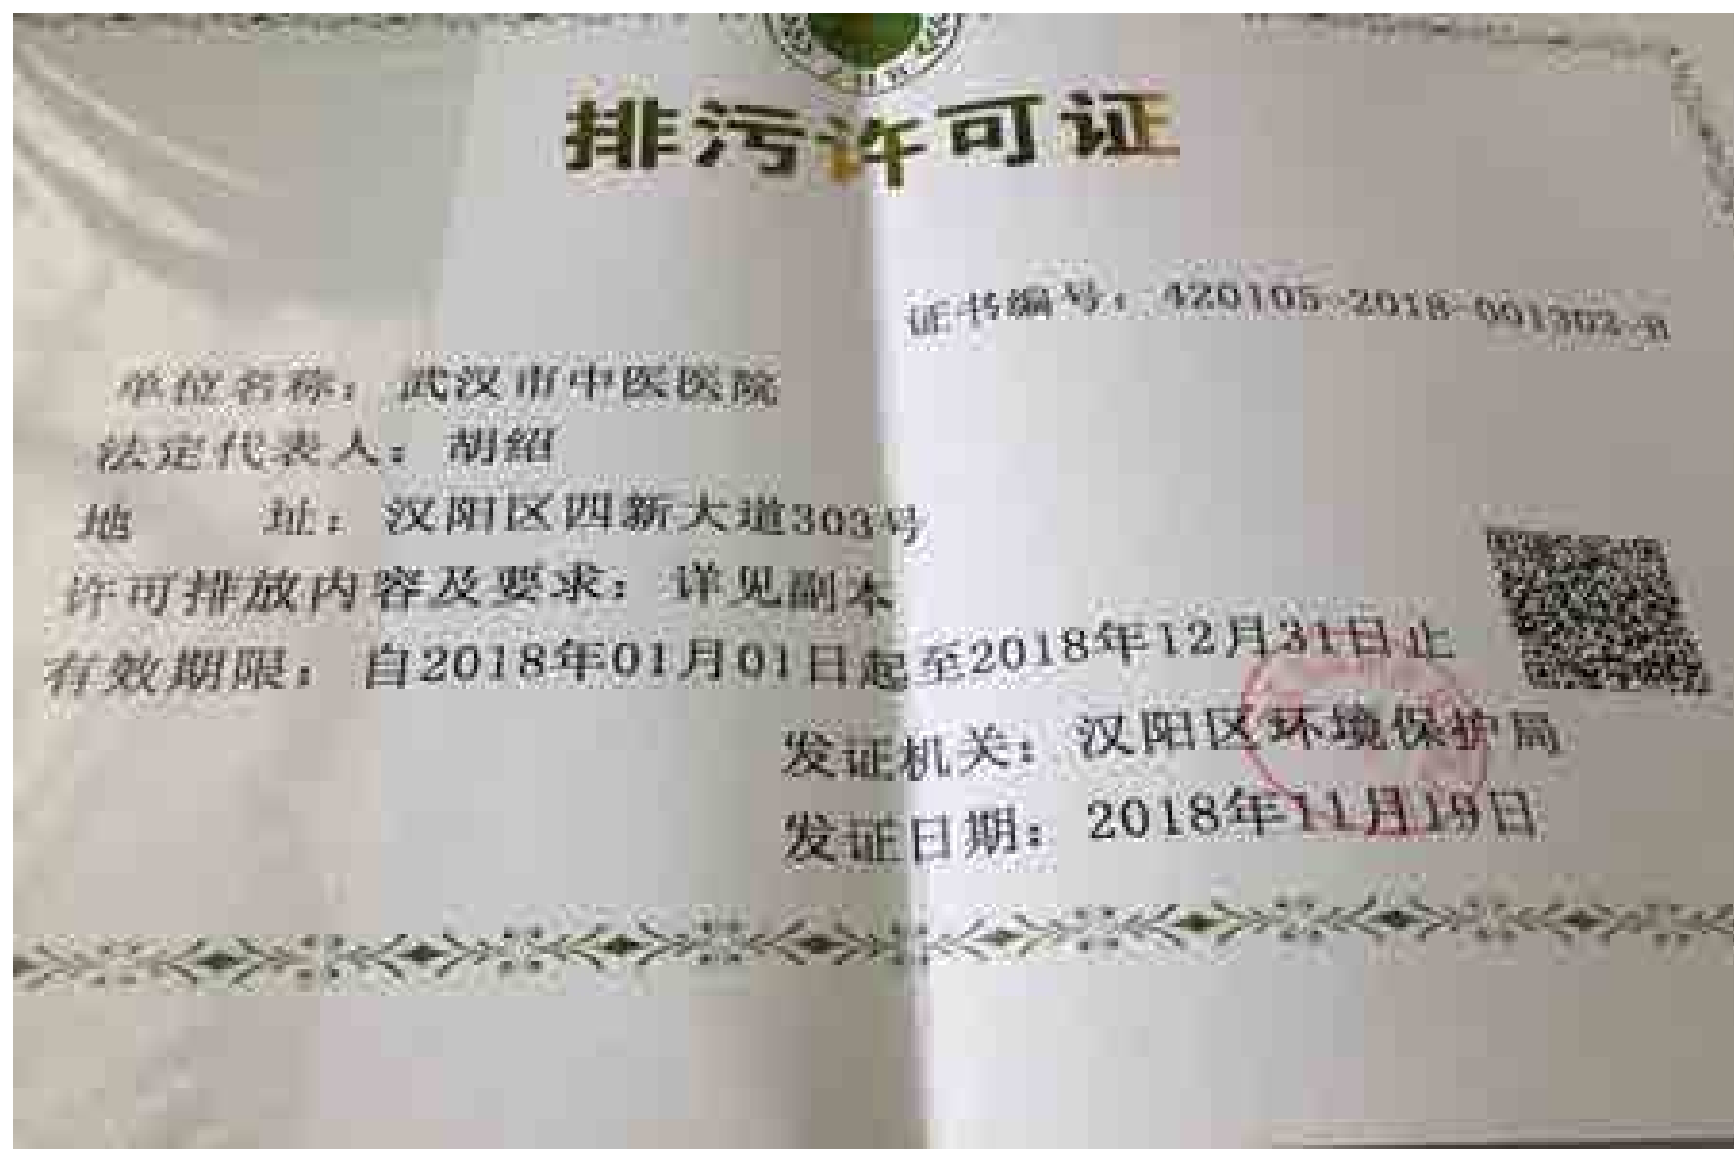 排污许可证
证书编号：420105-2018-001302-B
单位名称：武汉市中医医院
法定代表人：胡绍
地 址：汉阳区四新大道303号
许可排放内容及要求：详见副本
有效期限：自2018年01月01日起至2018年12月31日止
发证机关：汉阳区环境保护局
发证日期：2018年11月19日